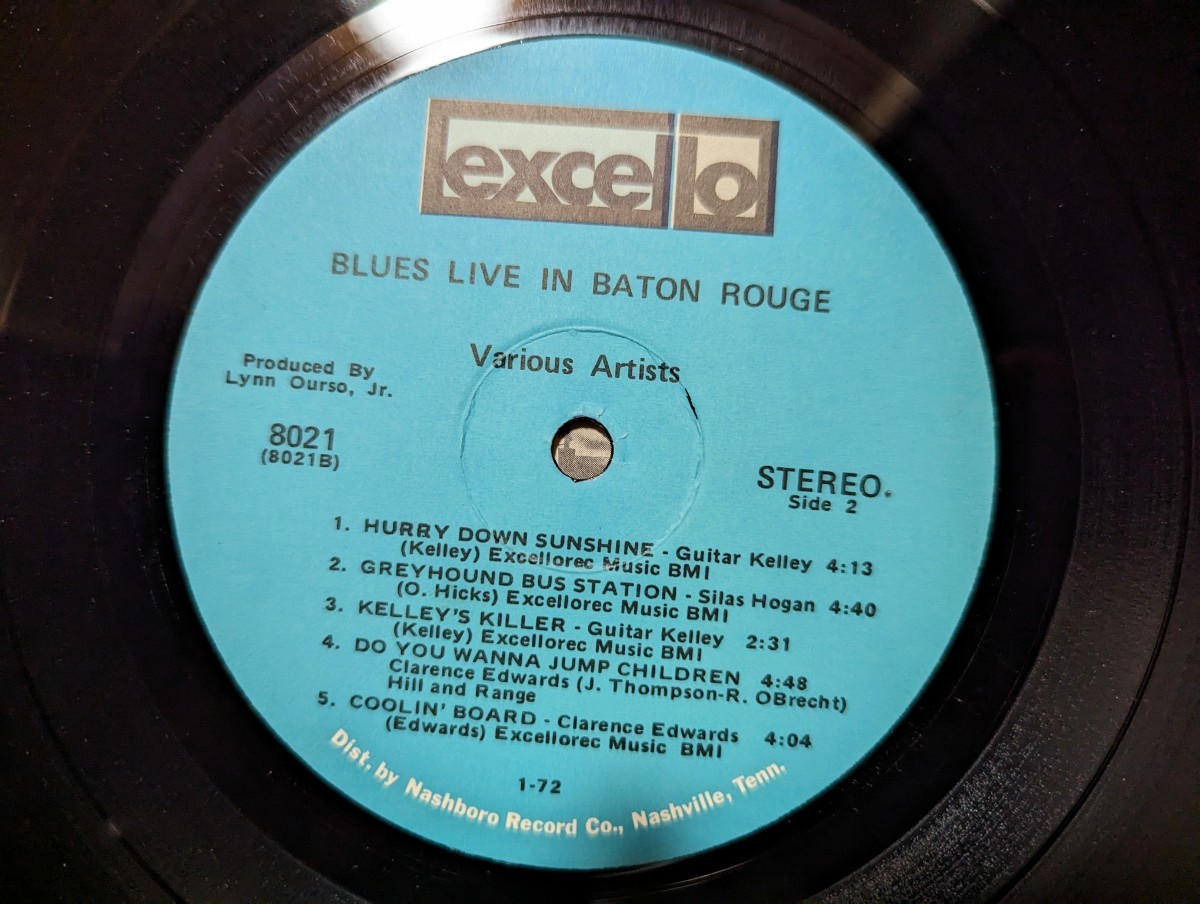 excello
BLUES LIVE IN BATON ROUGE
Various Artists
Produced By
Lynn Ourso, Jr.
8021
(8021B)
STEREO.
Side 2
1. HURRY DOWN SUNSHINE - Guitar Kelley 4:13
(Kelley) Excellorec Music BMI
2. GREYHOUND BUS STATION - Silas Hogan 4:40
(O. Hicks) Excellorec Music BMI
3. KELLEY'S KILLER - Guitar Kelley 2:31
(Kelley) Excellorec Music BMI
4. DO YOU WANNA JUMP CHILDREN 4:48
Clarence Edwards (J. Thompson-R. OBrecht)
Hill and Range
5. COOLIN' BOARD - Clarence Edwards 4:04
(Edwards) Excellorec Music BMI
1-72
Dist. by Nashboro Record Co., Nashville, Tenn.